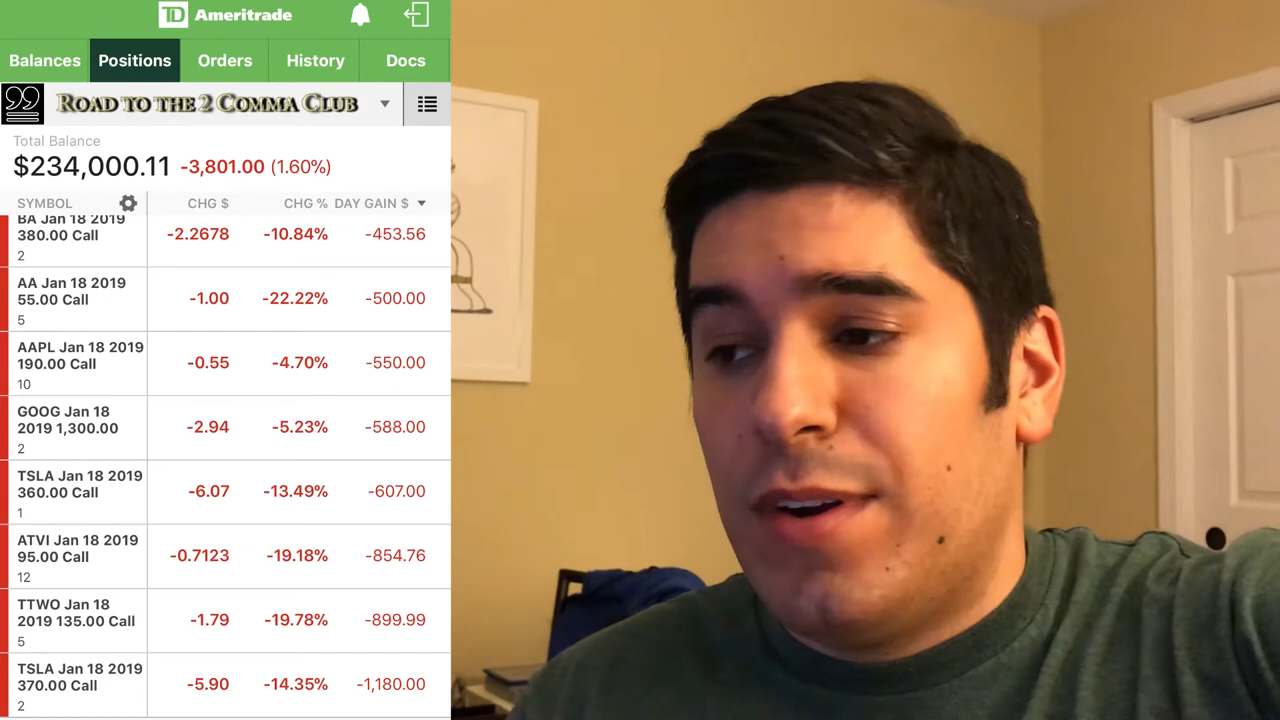 TD Ameritrade
Balances Positions Orders History Docs
99 ROAD TO THE 2 COMMA CLUB
Total Balance
$234,000.11 -3,801.00 (1.60%)
SYMBOL CHG $ CHG % DAY GAIN $
BA Jan 18 2019
380.00 Call -2.2678 -10.84% -453.56
2
AA Jan 18 2019
55.00 Call -1.00 -22.22% -500.00
5
AAPL Jan 18 2019
190.00 Call -0.55 -4.70% -550.00
10
GOOG Jan 18
2019 1,300.00 -2.94 -5.23% -588.00
2
TSLA Jan 18 2019
360.00 Call -6.07 -13.49% -607.00
1
ATVI Jan 18 2019
95.00 Call -0.7123 -19.18% -854.76
12
TTWO Jan 18
2019 135.00 Call -1.79 -19.78% -899.99
5
TSLA Jan 18 2019
370.00 Call -5.90 -14.35% -1,180.00
2